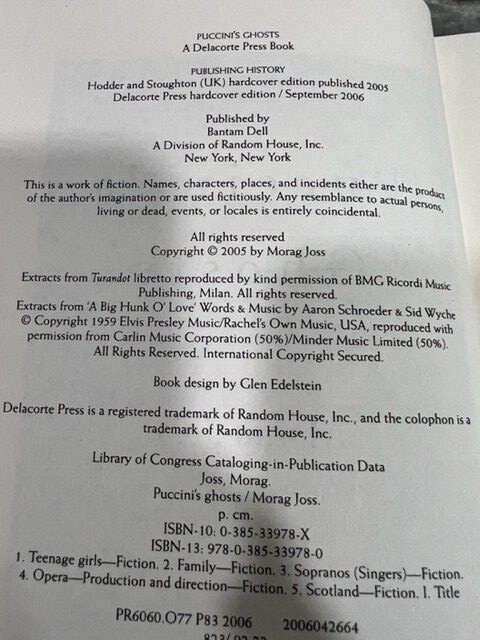 PUCCINI'S GHOSTS
A Delacorte Press Book
PUBLISHING HISTORY
Hodder and Stoughton (UK) hardcover edition published 2005
Delacorte Press hardcover edition / September 2006
Published by
Bantam Dell
A Division of Random House, Inc.
New York, New York
This is a work of fiction. Names, characters, places, and incidents either are the product
of the author's imagination or are used fictitiously. Any resemblance to actual persons,
living or dead, events, or locales is entirely coincidental.
All rights reserved
Copyright © 2005 by Morag Joss
Extracts from Turandot libretto reproduced by kind permission of BMG Ricordi Music
Publishing, Milan. All rights reserved.
Extracts from 'A Big Hunk O' Love' Words & Music by Aaron Schroeder & Sid Wyche
© Copyright 1959 Elvis Presley Music/Rachel's Own Music, USA, reproduced with
permission from Carlin Music Corporation (50%)/Minder Music Limited (50%).
All Rights Reserved. International Copyright Secured.
Book design by Glen Edelstein
Delacorte Press is a registered trademark of Random House, Inc., and the colophon is a
trademark of Random House, Inc.
Library of Congress Cataloging-in-Publication Data
Joss, Morag.
Puccini's ghosts / Morag Joss.
p. cm.
ISBN-10: 0-385-33978-X
ISBN-13: 978-0-385-33978-0
1. Teenage girls—Fiction. 2. Family—Fiction. 3. Sopranos (Singers)—Fiction.
4. Opera—Production and direction—Fiction. 5. Scotland—Fiction. I. Title
PR6060.O77 P83 2006 2006042664